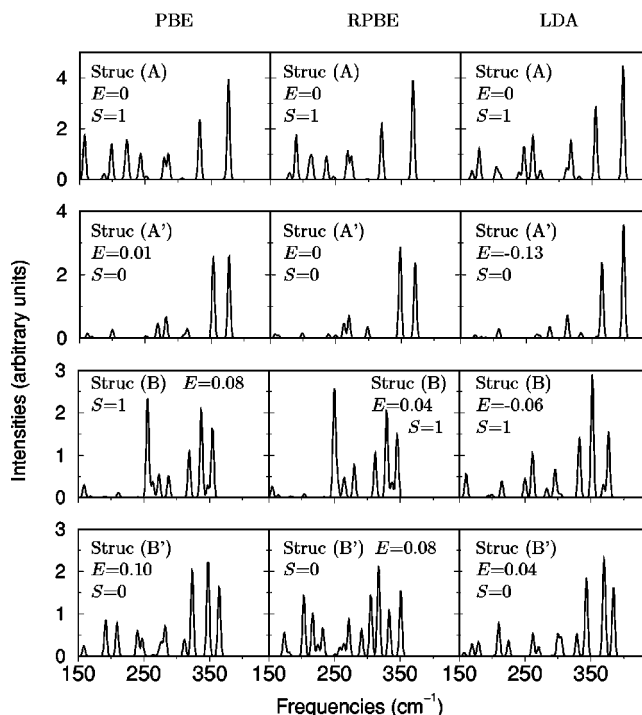 PBE RPBE LDA
Struc (A) Struc (A) Struc (A)
E=0 E=0 E=0
S=1 S=1 S=1
4
2
0
Struc (A') Struc (A') Struc (A')
E=0.01 E=0 E=-0.13
S=0 S=0 S=0
4
2
0
Struc (B) E=0.08 Struc (B) Struc (B)
S=1 E=0.04 E=-0.06
S=1 S=1
3
2
1
0
Struc (B') Struc (B') E=0.08 Struc (B')
E=0.10 S=0 E=0.04
S=0 S=0
3
2
1
0
150 250 350 150 250 350 150 250 350
Intensities (arbitrary units)
Frequencies (cm⁻¹)